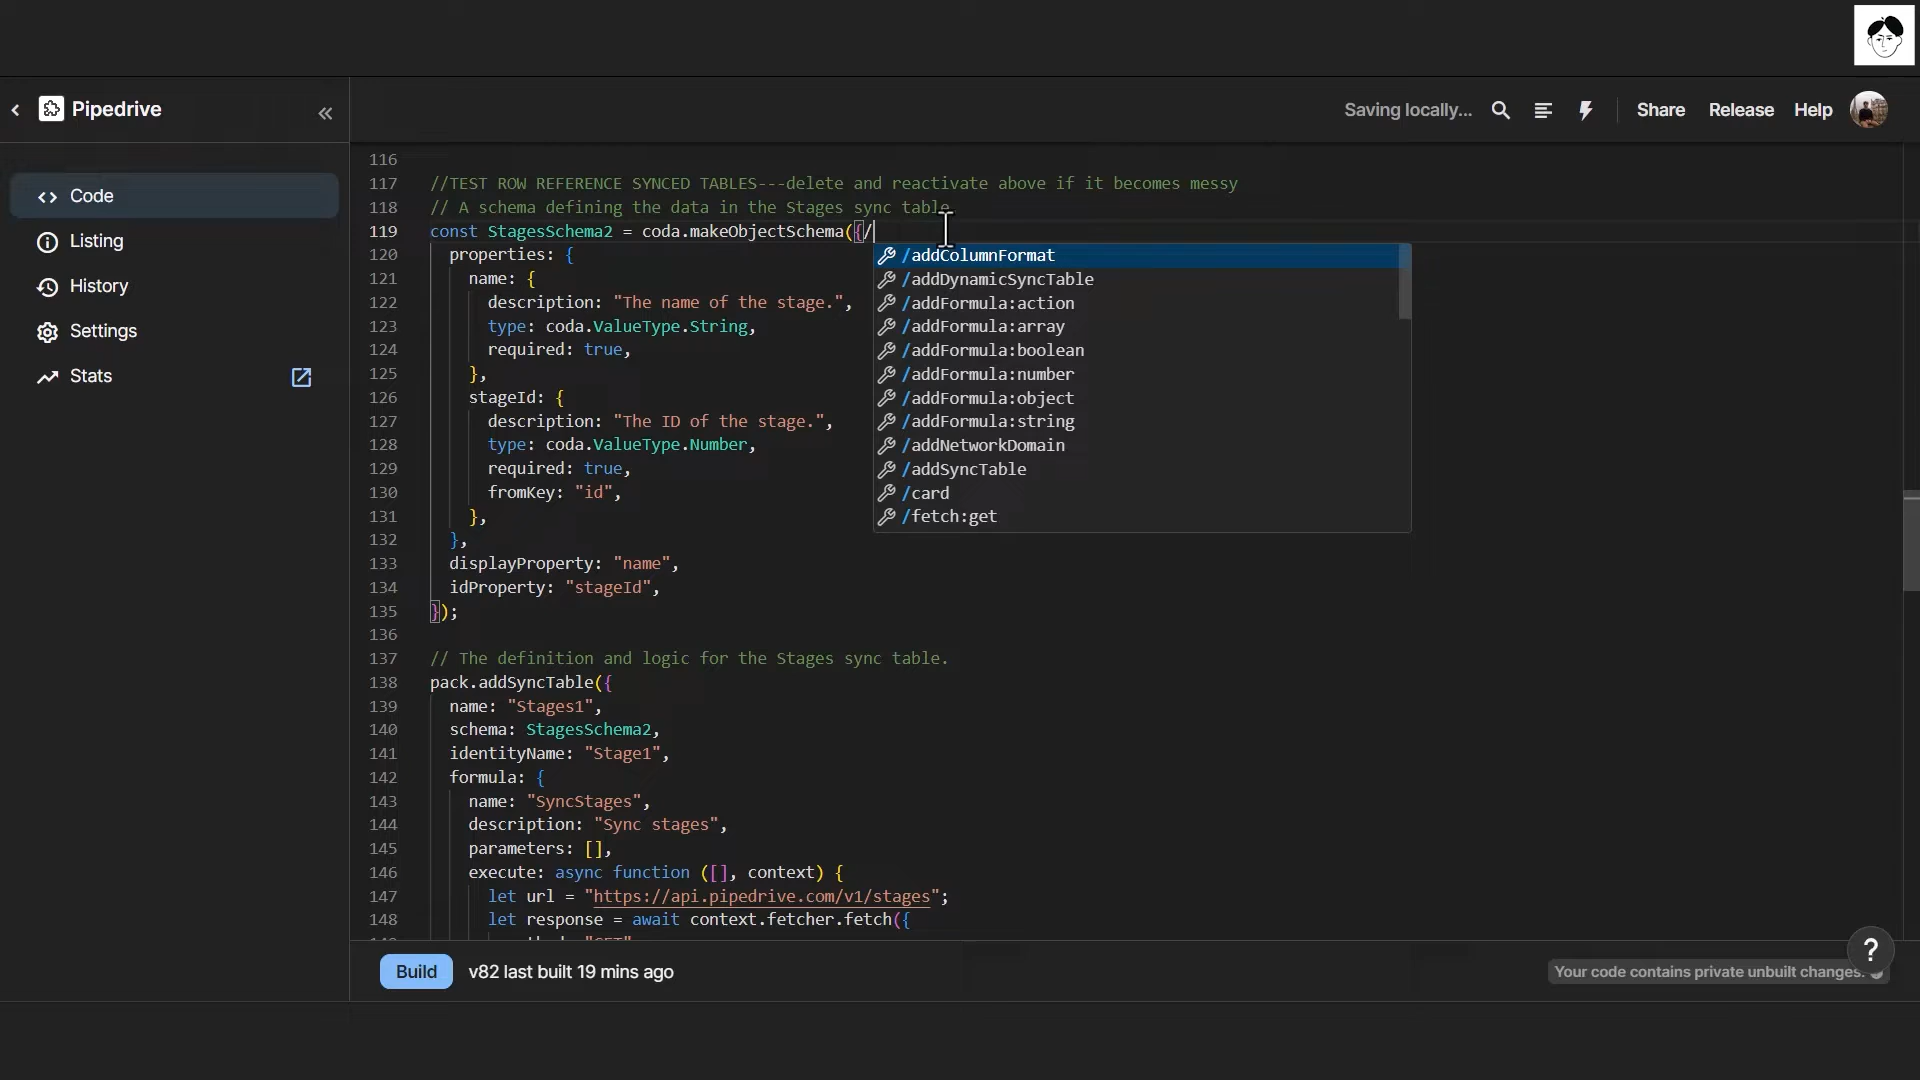 Pipedrive
Saving locally...
Share
Release
Help
Code
Listing
History
Settings
Stats
116
117 //TEST ROW REFERENCE SYNCED TABLES---delete and reactivate above if it becomes messy
118 // A schema defining the data in the Stages sync table.
119 const StagesSchema2 = coda.makeObjectSchema({/
120 properties: {
121 name: {
122 description: "The name of the stage.",
123 type: coda.ValueType.String,
124 required: true,
125 },
126 stageId: {
127 description: "The ID of the stage.",
128 type: coda.ValueType.Number,
129 required: true,
130 fromKey: "id",
131 },
132 },
133 displayProperty: "name",
134 idProperty: "stageId",
135 });
136
137 // The definition and logic for the Stages sync table.
138 pack.addSyncTable({
139 name: "Stages1",
140 schema: StagesSchema2,
141 identityName: "Stage1",
142 formula: {
143 name: "SyncStages",
144 description: "Sync stages",
145 parameters: [],
146 execute: async function ([], context) {
147 let url = "https://api.pipedrive.com/v1/stages";
148 let response = await context.fetcher.fetch({
/addColumnFormat
/addDynamicSyncTable
/addFormula:action
/addFormula:array
/addFormula:boolean
/addFormula:number
/addFormula:object
/addFormula:string
/addNetworkDomain
/addSyncTable
/card
/fetch:get
Build
v82 last built 19 mins ago
Your code contains private unbuilt changes.
?